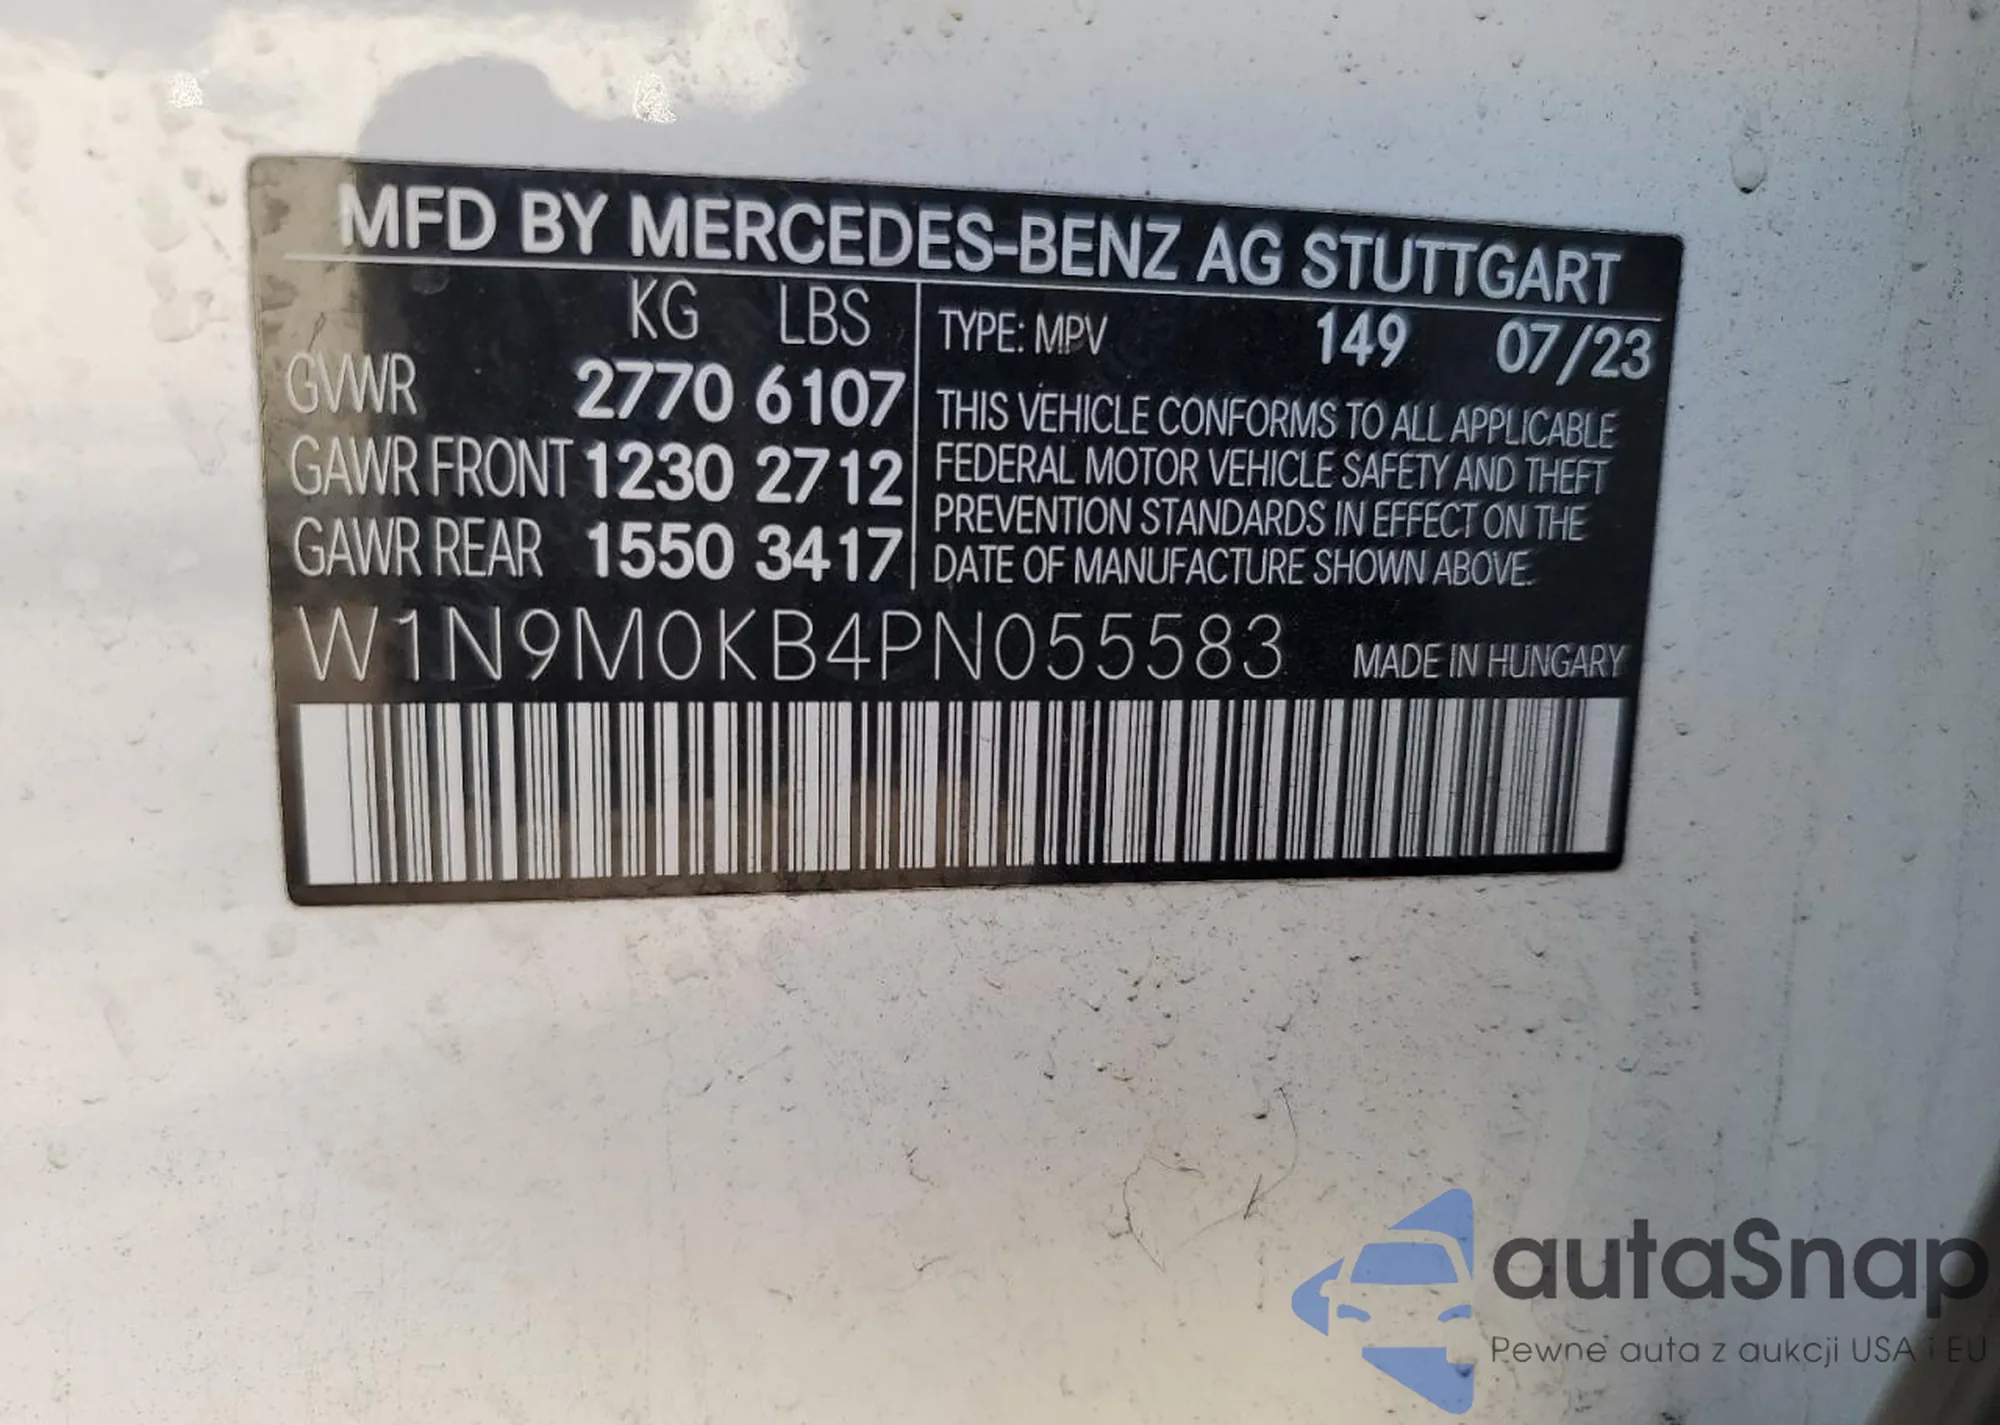 MFD BY MERCEDES-BENZ AG STUTTGART
KG LBS
GVWR 2770 6107
GAWR FRONT 1230 2712
GAWR REAR 1550 3417
TYPE: MPV 149 07/23
THIS VEHICLE CONFORMS TO ALL APPLICABLE
FEDERAL MOTOR VEHICLE SAFETY AND THEFT
PREVENTION STANDARDS IN EFFECT ON THE
DATE OF MANUFACTURE SHOWN ABOVE.
W1N9M0KB4PN055583 MADE IN HUNGARY
autaSnap
Pewne auta z aukcji USA i EU